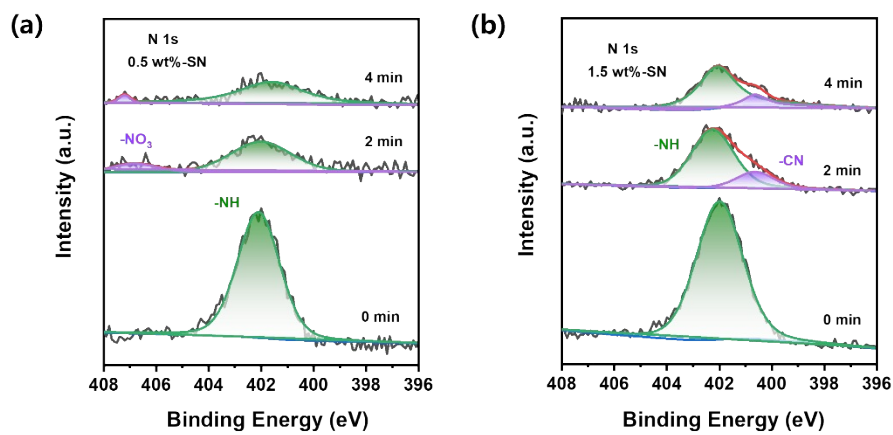 (a)
N 1s
0.5 wt%-SN
4 min
-NO3
2 min
-NH
0 min
Intensity (a.u.)
408 406 404 402 400 398 396
Binding Energy (eV)
(b)
N 1s
1.5 wt%-SN
4 min
-NH
-CN
2 min
0 min
Intensity (a.u.)
408 406 404 402 400 398 396
Binding Energy (eV)